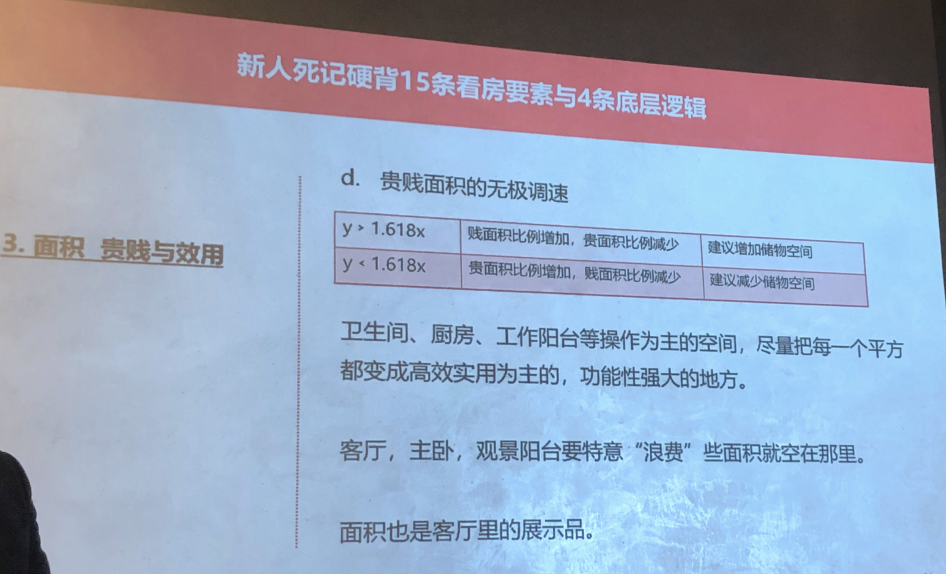 新人死记硬背15条看房要素与4条底层逻辑
3. 面积 贵贱与效用
d. 贵贱面积的无极调速
y > 1.618x 贱面积比例增加，贵面积比例减少 建议增加储物空间
y < 1.618x 贵面积比例增加，贱面积比例减少 建议减少储物空间
卫生间、厨房、工作阳台等操作为主的空间，尽量把每一个平方
都变成高效实用为主的，功能性强大的地方。
客厅，主卧，观景阳台要特意“浪费”些面积就空在那里。
面积也是客厅里的展示品。